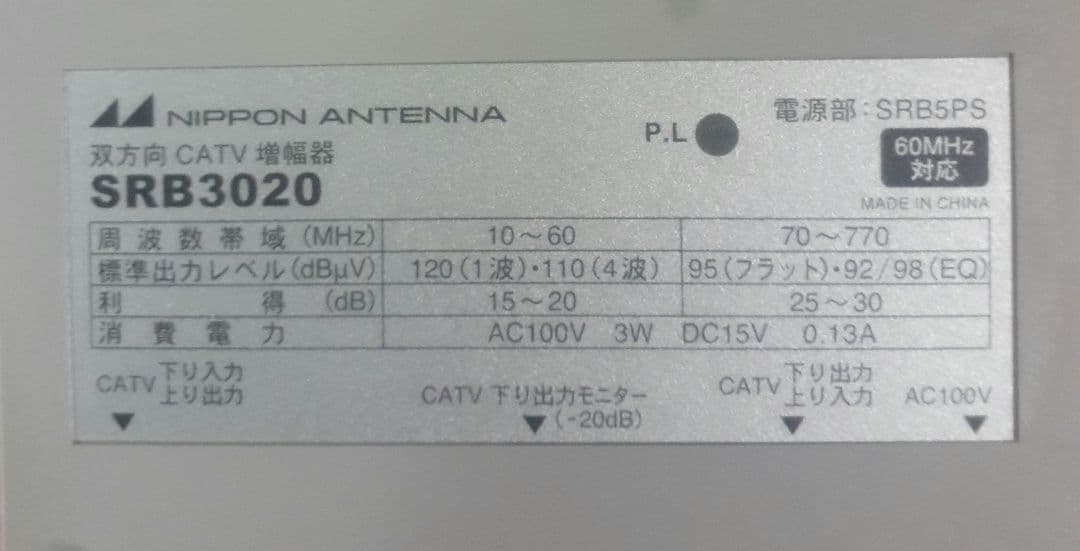 NIPPON ANTENNA
電源部:SRB5PS
P.L
双方向 CATV 増幅器
60MHz
対応
SRB3020
MADE IN CHINA
周波数帯域(MHz) 10~60 70~770
標準出力レベル(dBμV) 120(1波)・110(4波) 95(フラット)・92/98(EQ)
利得(dB) 15~20 25~30
消費電力 AC100V 3W DC15V 0.13A
CATV 下り入力
上り出力
CATV 下り出力モニター
(-20dB)
CATV 下り出力
上り入力
AC100V